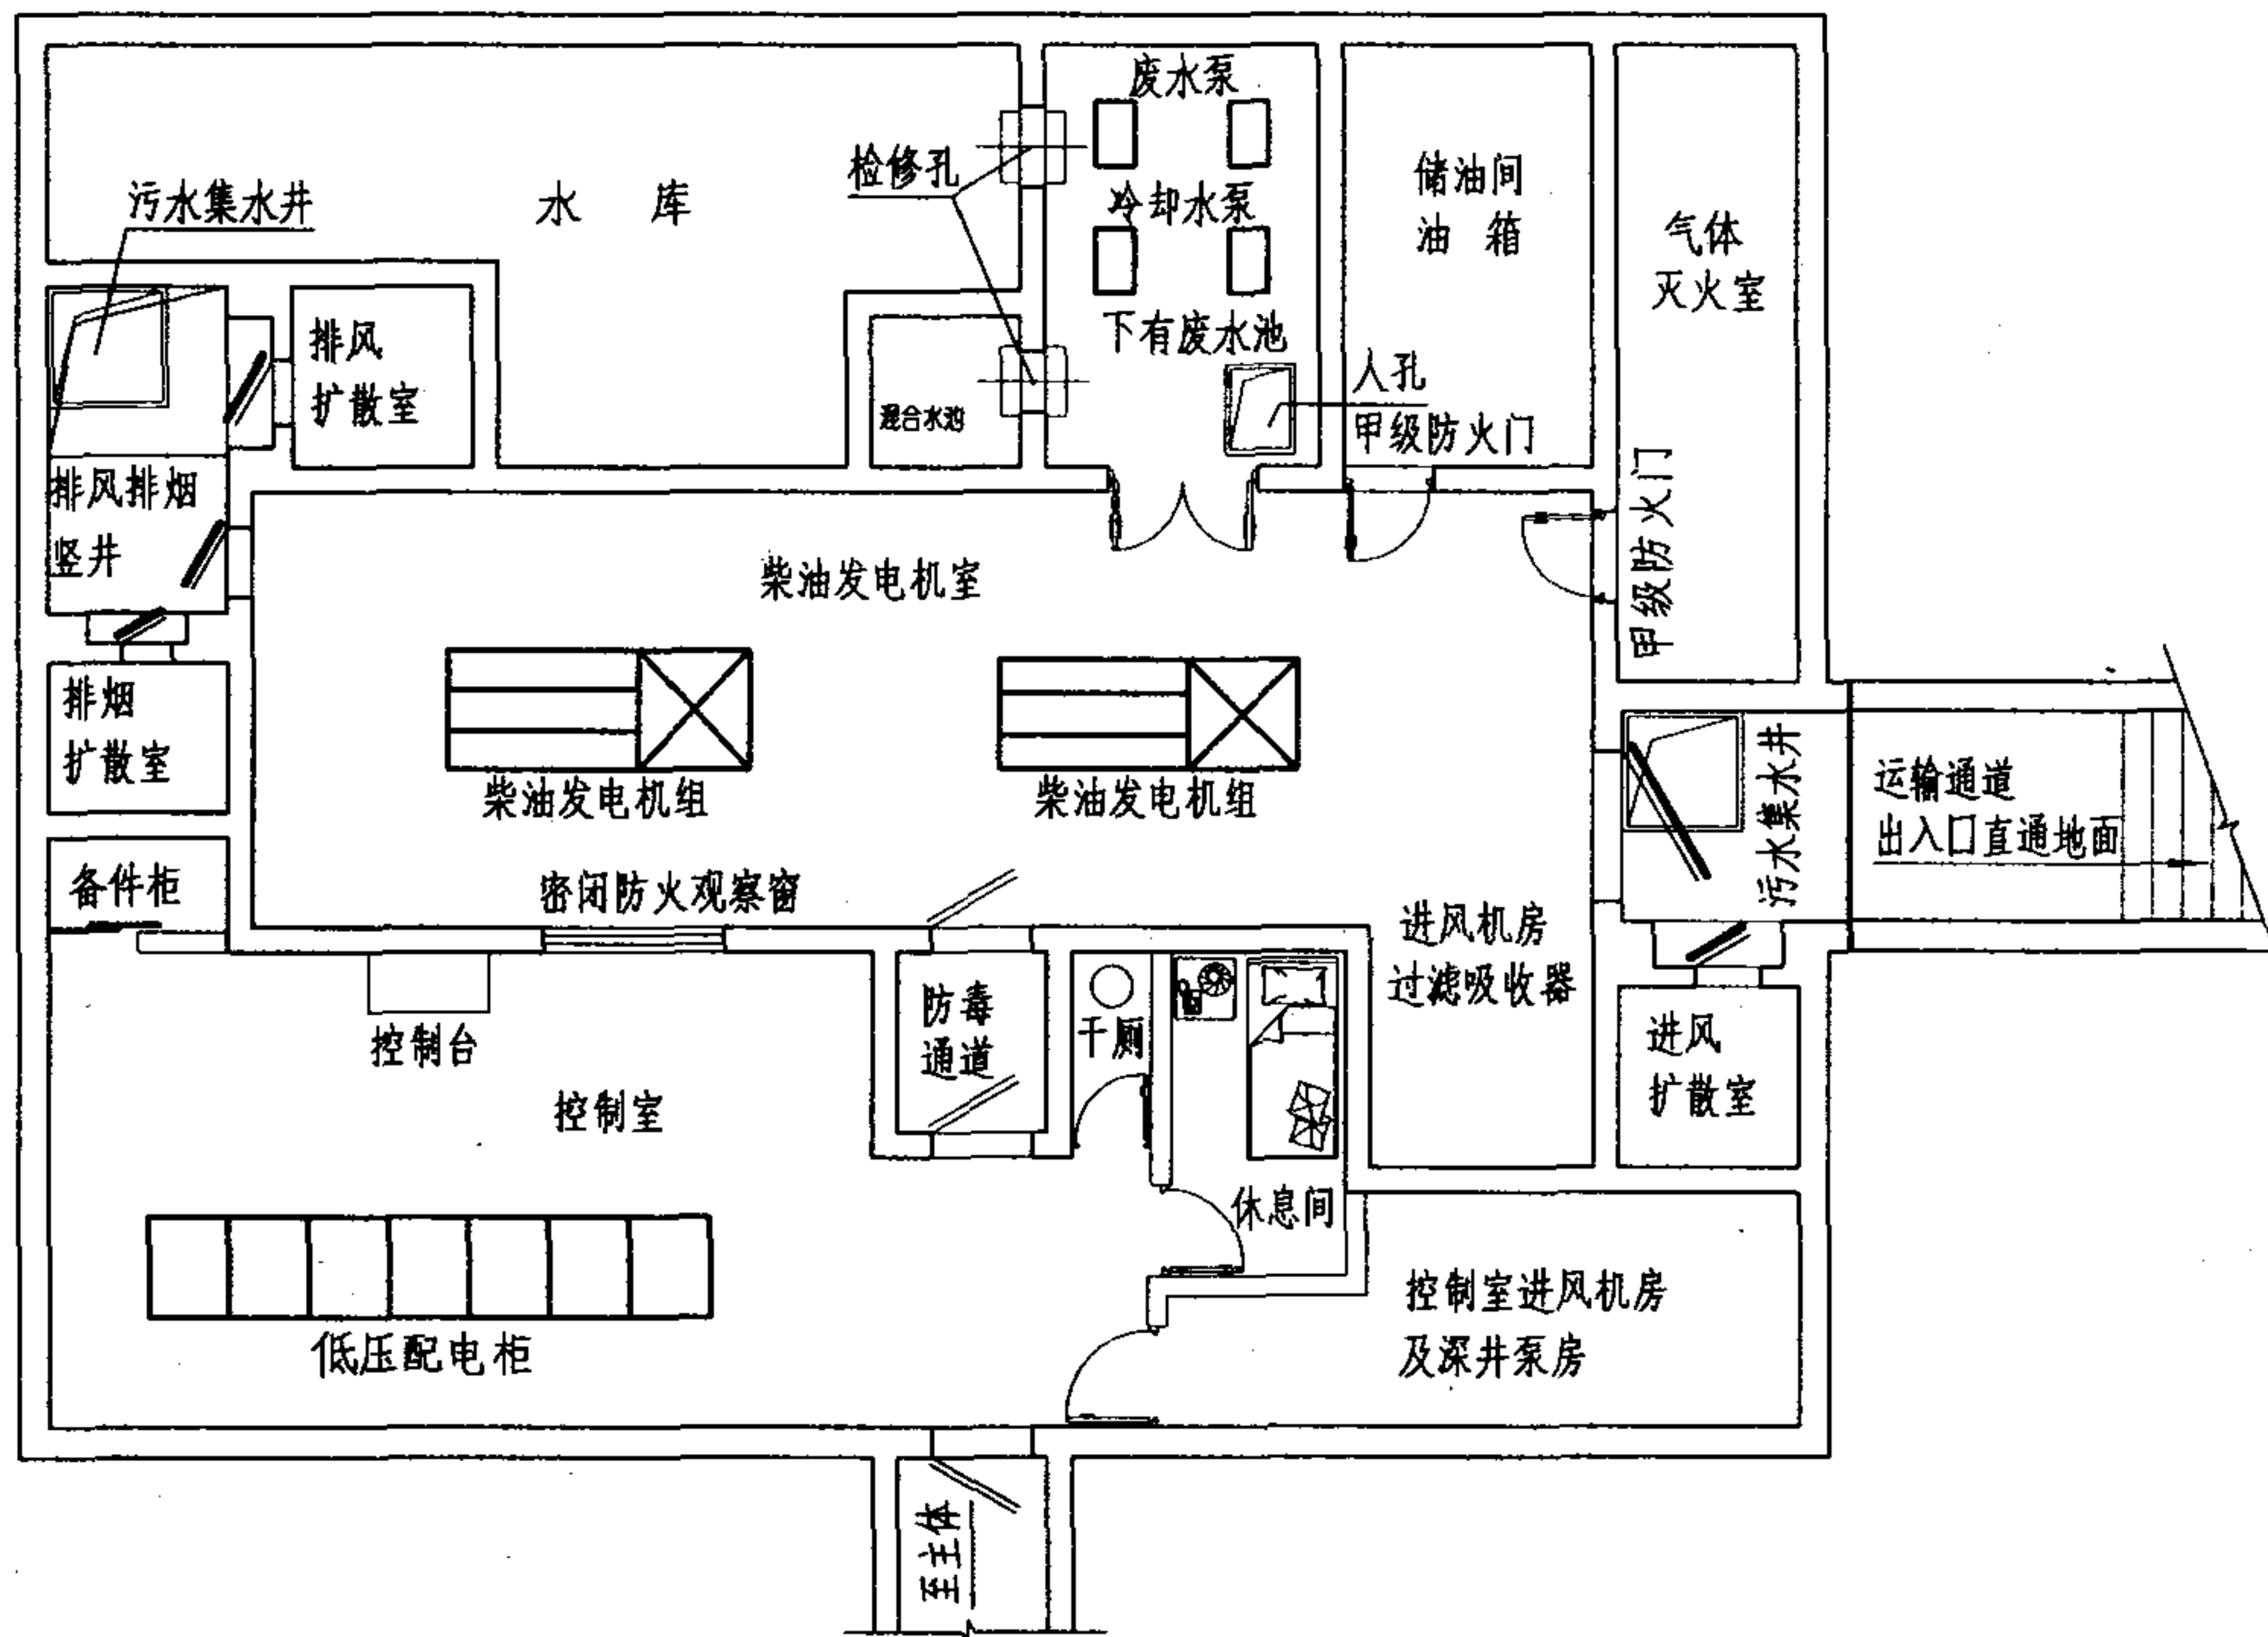 废水泵
检修孔
储油间
油 箱
污水集水井
水 库
冷却水泵
气体
灭火室
下有废水池
排风
扩散室
人孔
混合水池
甲级防火门
排风排烟
竖井
甲级防火门
柴油发电机室
排烟
扩散室
柴油发电机组
柴油发电机组
污水集水井
运输通道
出入口直通地面
备件柜
密闭防火观察窗
进风机房
过滤吸收器
防毒
通道
干厕
控制台
进风
扩散室
控制室
休息间
控制室进风机房
及深井泵房
低压配电柜
至主体